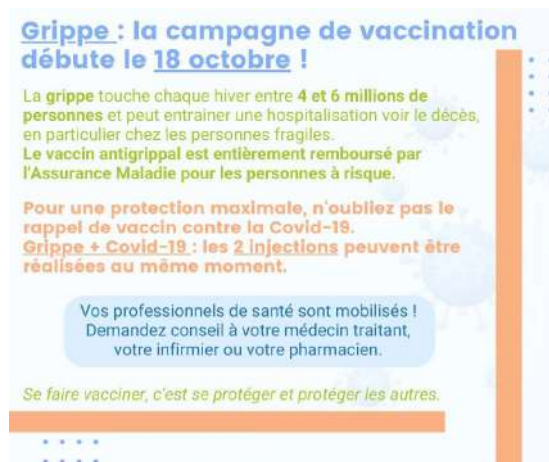 Grippe : la campagne de vaccination
débute le 18 octobre !
La grippe touche chaque hiver entre 4 et 6 millions de
personnes et peut entrainer une hospitalisation voir le décès,
en particulier chez les personnes fragiles.
Le vaccin antigrippal est entièrement remboursé par
l'Assurance Maladie pour les personnes à risque.
Pour une protection maximale, n'oubliez pas le
rappel de vaccin contre la Covid-19.
Grippe + Covid-19 : les 2 injections peuvent être
réalisées au même moment.
Vos professionnels de santé sont mobilisés !
Demandez conseil à votre médecin traitant,
votre infirmier ou votre pharmacien.
Se faire vacciner, c'est se protéger et protéger les autres.